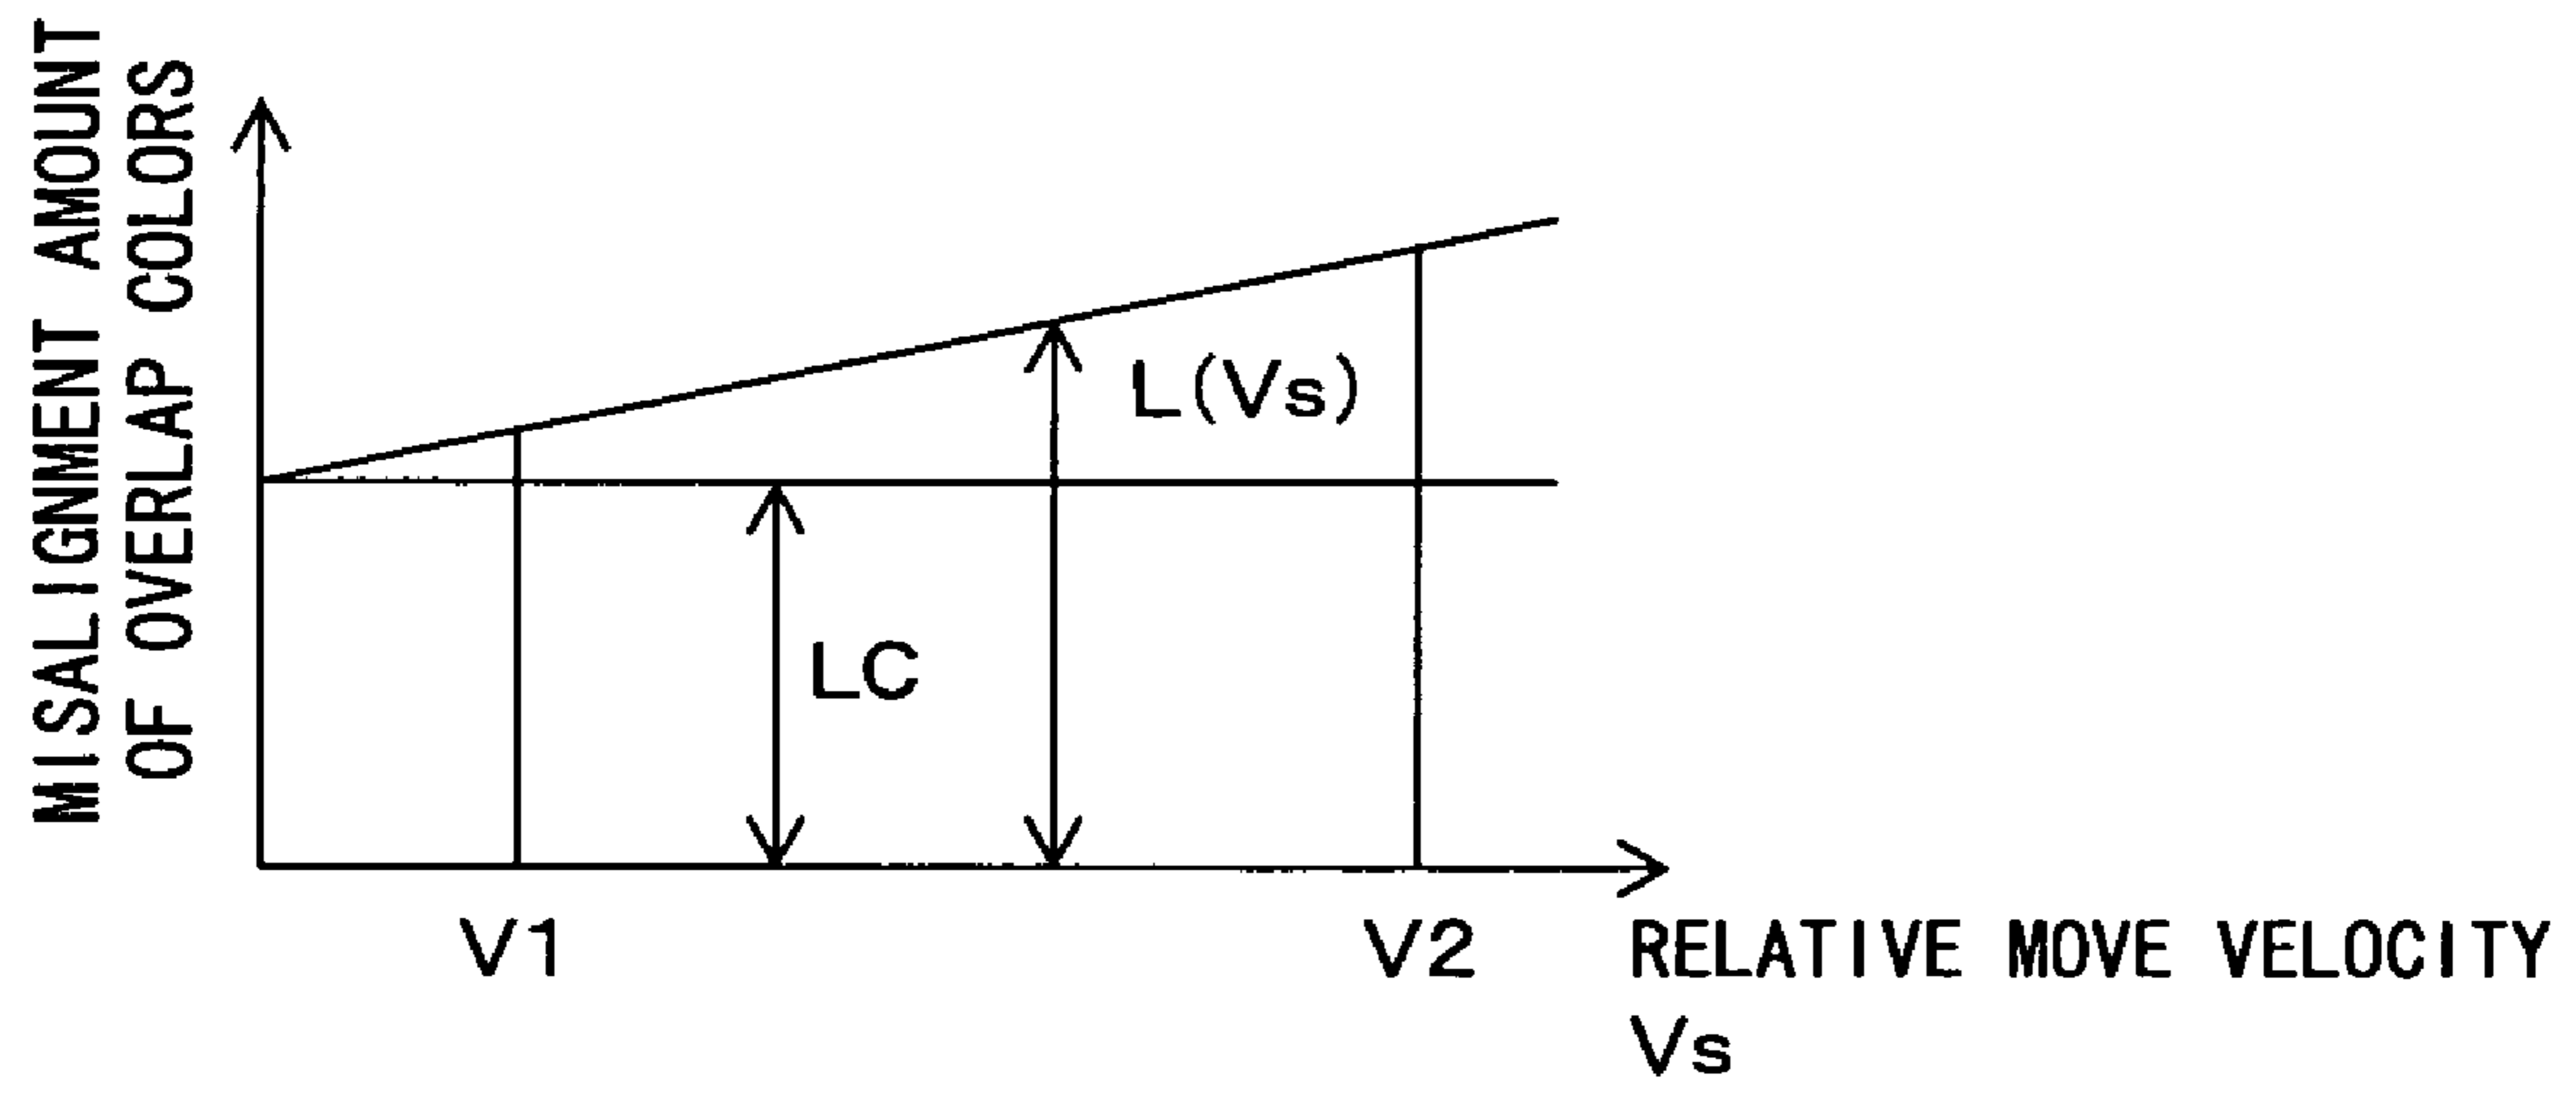 MISALIGNMENT AMOUNT
OF OVERLAP COLORS
L(Vs)
LC
V1
V2
RELATIVE MOVE VELOCITY
Vs